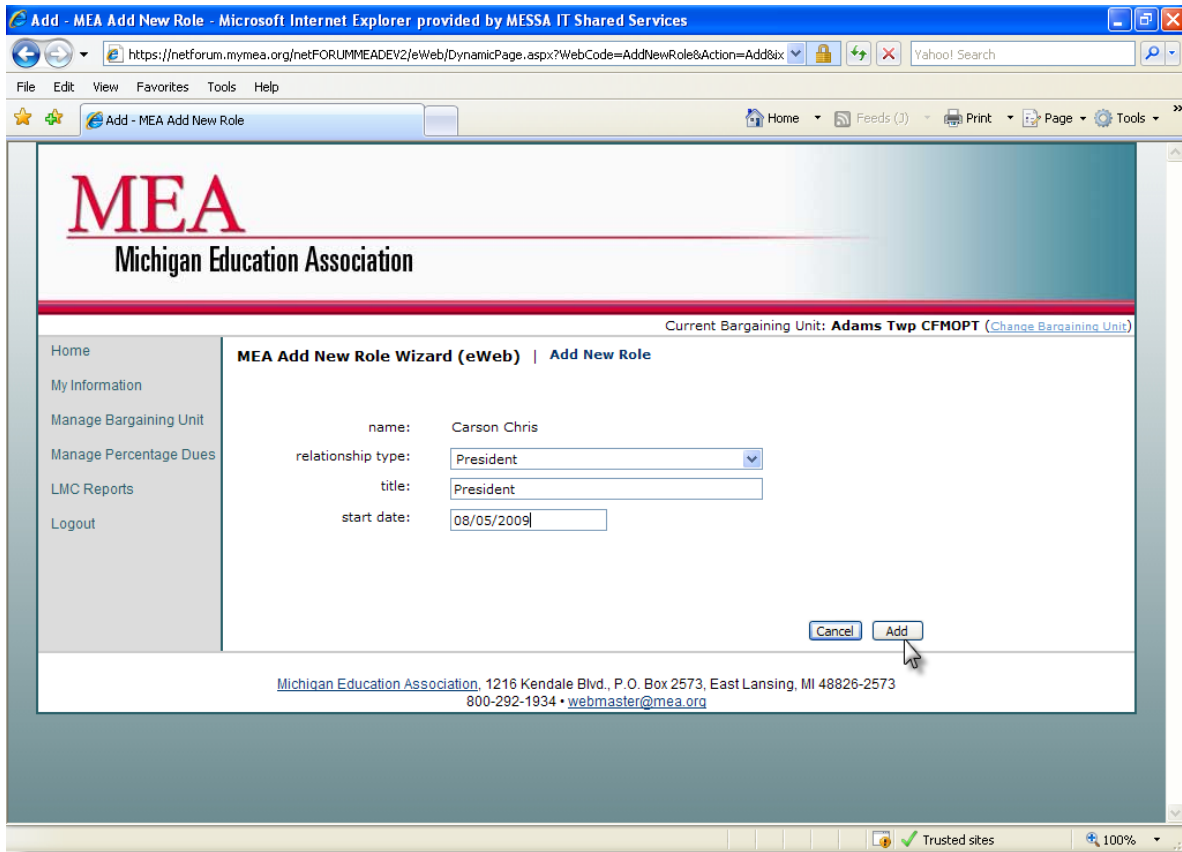 Add - MEA Add New Role - Microsoft Internet Explorer provided by MESSA IT Shared Services
https://netforum.mymea.org/netFORUMMEADEV2/eWeb/DynamicPage.aspx?WebCode=AddNewRole&Action=Add&ix
Yahoo! Search
File Edit View Favorites Tools Help
Add - MEA Add New Role
Home Feeds (J) Print Page Tools »
MEA
Michigan Education Association
Current Bargaining Unit: Adams Twp CFMOPT (Change Bargaining Unit)
Home
My Information
Manage Bargaining Unit
Manage Percentage Dues
LMC Reports
Logout
MEA Add New Role Wizard (eWeb) | Add New Role
name: Carson Chris
relationship type: President
title: President
start date: 08/05/2009
Cancel Add
Michigan Education Association, 1216 Kendale Blvd., P.O. Box 2573, East Lansing, MI 48826-2573
800-292-1934 • webmaster@mea.org
Trusted sites 100%